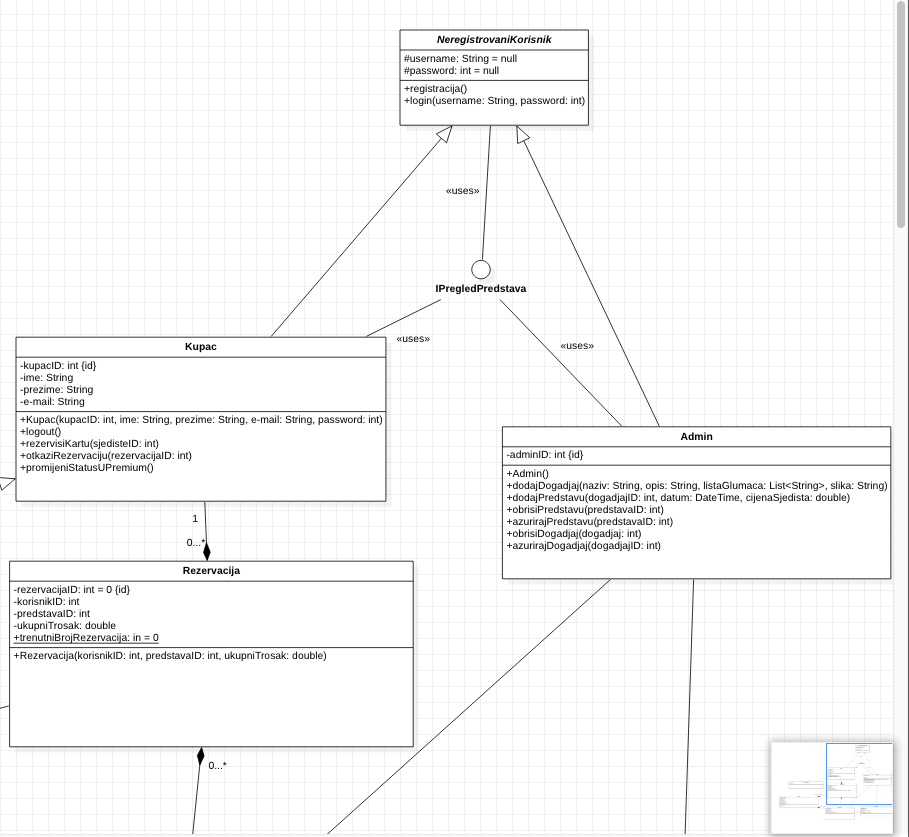 NeregistrovaniKorisnik
#username: String = null
#password: int = null
+registracija()
+login(username: String, password: int)
«uses»
IPregledPredstava
«uses»
«uses»
Kupac
-kupacID: int {id}
-ime: String
-prezime: String
-e-mail: String
+Kupac(kupacID: int, ime: String, prezime: String, e-mail: String, password: int)
+logout()
+rezervisiKartu(sjedisteID: int)
+otkaziRezervaciju(rezervacijaID: int)
+promijeniStatusUPremium()
Admin
-adminID: int {id}
+Admin()
+dodajDogadjaj(naziv: String, opis: String, listaGlumaca: List<String>, slika: String)
+dodajPredstavu(dogadjajID: int, datum: DateTime, cijenaSjedista: double)
+obrisiPredstavu(predstavaID: int)
+azurirajPredstavu(predstavaID: int)
+obrisiDogadjaj(dogadjaj: int)
+azurirajDogadjaj(dogadjajID: int)
1
0...*
Rezervacija
-rezervacijaID: int = 0 {id}
-korisnikID: int
-predstavaID: int
-ukupniTrosak: double
+trenutniBrojRezervacija: in = 0
+Rezervacija(korisnikID: int, predstavaID: int, ukupniTrosak: double)
0...*